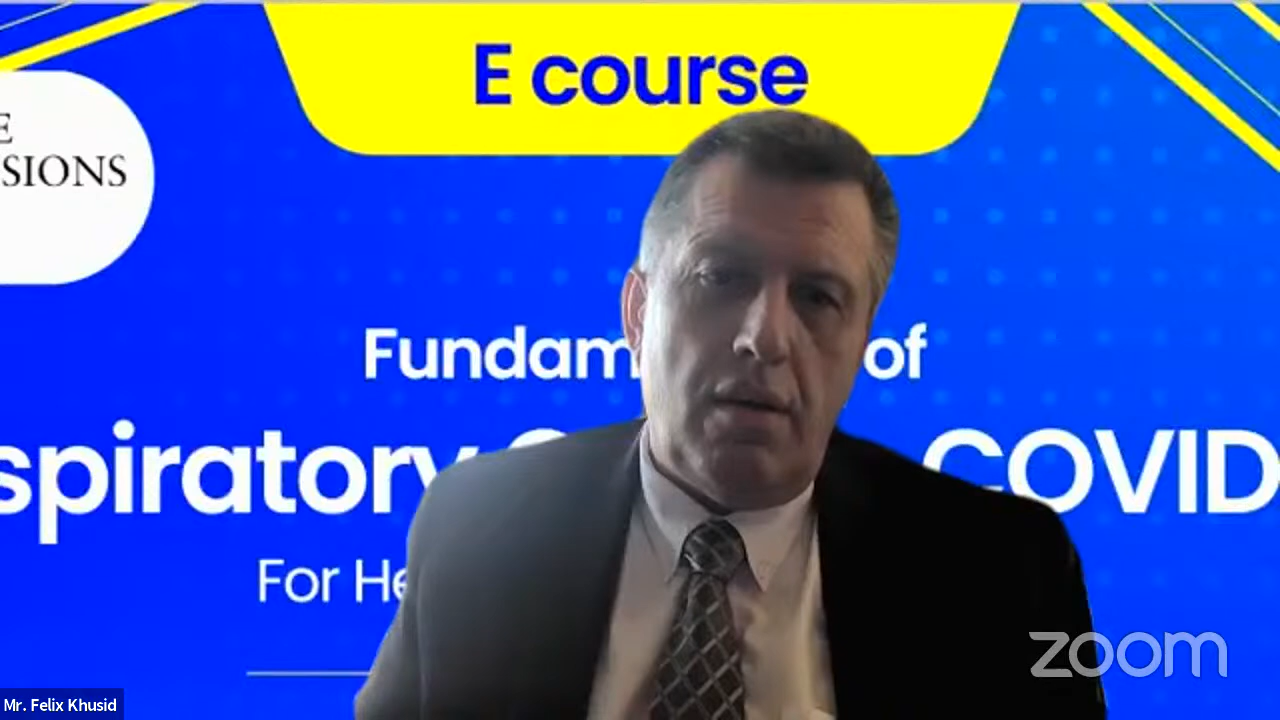 E course
E
SIONS
Fundam of
spiratory COVID
For He
zoom
Mr. Felix Khusid